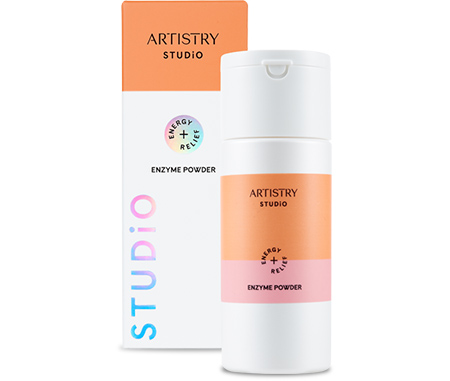 ARTISTRY
STUDiO
ENERGY + RELIEF
ENZYME POWDER
STUDiO
ARTISTRY
STUDIO
ENERGY + RELIEF
ENZYME POWDER